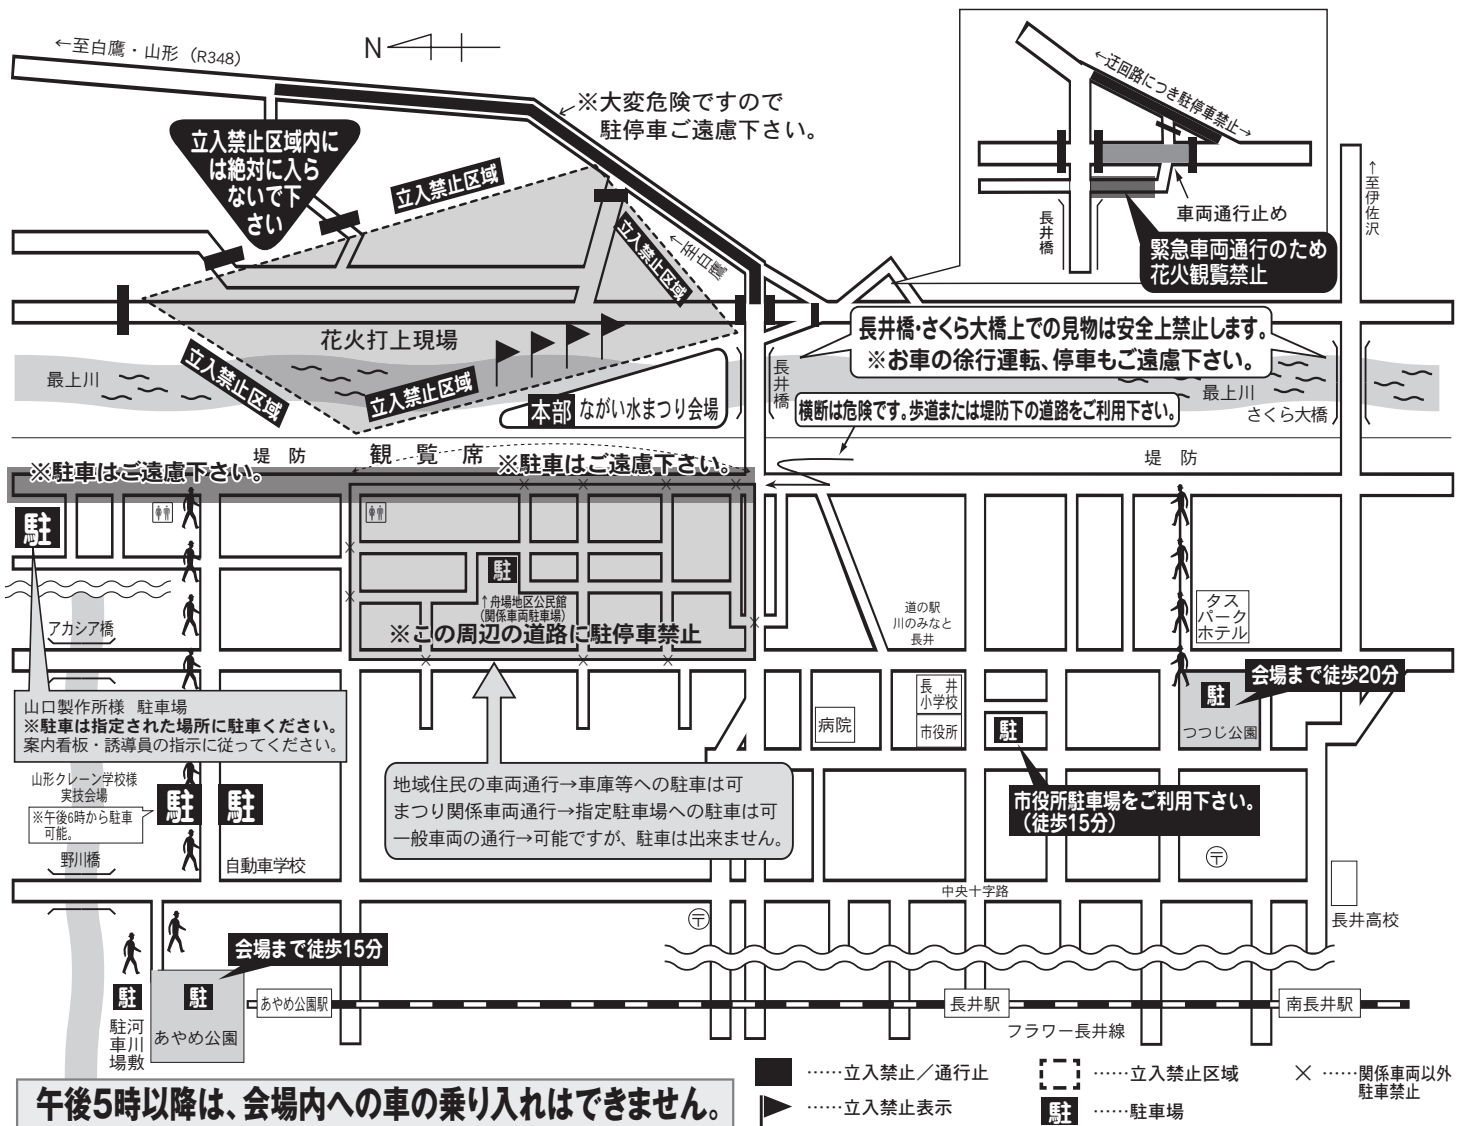 ←至白鷹・山形（R348）
N
※大変危険ですので
駐停車ご遠慮下さい。
←迂回路につき駐停車禁止→
長井橋
車両通行止め
緊急車両通行のため
花火観覧禁止
↑至伊佐沢
立入禁止区域内に
は絶対に入ら
ないで下
さい
立入禁止区域
立入禁止区域
←至白鷹
花火打上現場
立入禁止区域
立入禁止区域
最上川
本部 ながい水まつり会場
長井橋
長井橋・さくら大橋上での見物は安全上禁止します。
※お車の徐行運転、停車もご遠慮下さい。
最上川
さくら大橋
横断は危険です。歩道または堤防下の道路をご利用下さい。
堤防
観覧席
堤防
※駐車はご遠慮下さい。
※駐車はご遠慮下さい。
駐
駐
↑舟場地区公民館
（関係車両駐車場）
※この周辺の道路に駐停車禁止
アカシア橋
道の駅
川のみなと
長井
タス
パーク
ホテル
山口製作所様 駐車場
※駐車は指定された場所に駐車ください。
案内看板・誘導員の指示に従ってください。
長井
小学校
市役所
病院
駐
駐
つつじ公園
会場まで徒歩20分
山形クレーン学校様
実技会場
※午後6時から駐車
可能。
駐
駐
地域住民の車両通行→車庫等への駐車は可
まつり関係車両通行→指定駐車場への駐車は可
一般車両の通行→可能ですが、駐車は出来ません。
市役所駐車場をご利用下さい。
（徒歩15分）
野川橋
自動車学校
〒
中央十字路
〒
長井高校
会場まで徒歩15分
駐
駐
河川敷
駐車場
あやめ公園
あやめ公園駅
長井駅
南長井駅
フラワー長井線
午後5時以降は、会場内への車の乗り入れはできません。
……立入禁止／通行止
……立入禁止区域
×……関係車両以外
駐車禁止
……立入禁止表示
駐……駐車場